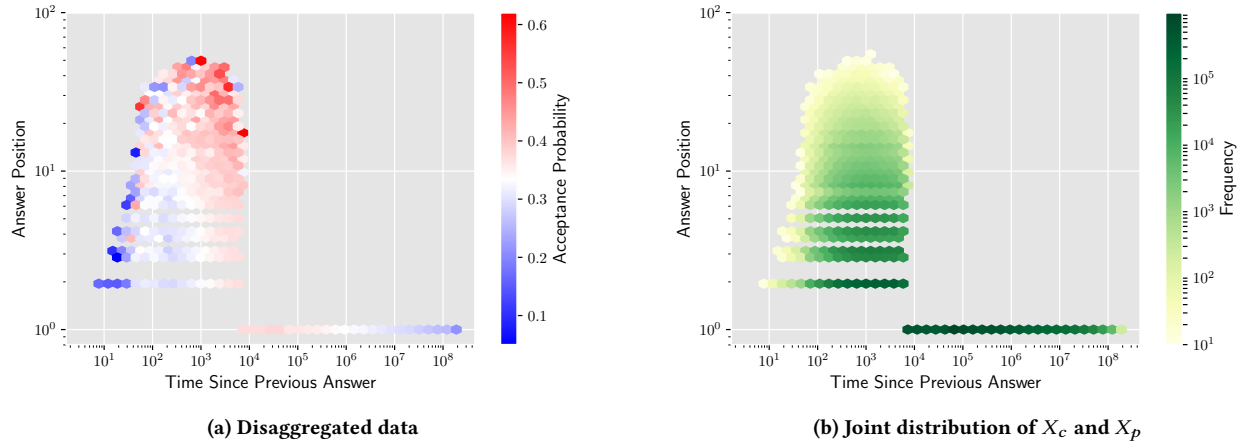 10²
10¹
10⁰
Answer Position
10¹ 10² 10³ 10⁴ 10⁵ 10⁶ 10⁷ 10⁸
Time Since Previous Answer
0.6
0.5
0.4
0.3
0.2
0.1
Acceptance Probability
(a) Disaggregated data
10²
10¹
10⁰
Answer Position
10¹ 10² 10³ 10⁴ 10⁵ 10⁶ 10⁷ 10⁸
Time Since Previous Answer
10⁵
10⁴
10³
10²
10¹
Frequency
(b) Joint distribution of X_c and X_p